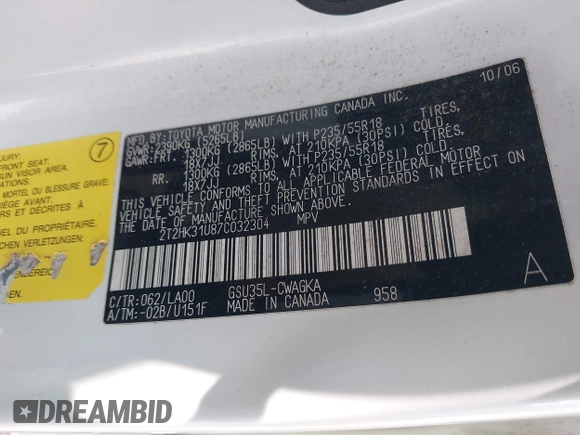 10/06
MFD.BY:TOYOTA MOTOR MANUFACTURING CANADA INC.
GVWR:2390KG (5265LB)
GAWR:FRT. 1300KG (2865LB) WITH P235/55R18 TIRES,
18X7JJ RIMS, AT 210KPA (30PSI) COLD.
RR. 1300KG (2865LB) WITH P235/55R18 TIRES,
18X7JJ RIMS, AT 210KPA (30PSI) COLD.
THIS VEHICLE CONFORMS TO ALL APPLICABLE FEDERAL MOTOR
VEHICLE SAFETY AND THEFT PREVENTION STANDARDS IN EFFECT ON
THE DATE OF MANUFACTURE SHOWN ABOVE.
2T2HK31U87C032304 MPV
C/TR:062/LA00 GSU35L-CWAGKA
A/TM:-02B/U151F MADE IN CANADA 958
A
7
JURY:
FRONT SEAT.
SUN VISOR AREA.
MORTEL OU BLESSURE GRAVE:
IÈGE AVANT.
DÉCRITES À
EL DU PROPRIÉTAIRE.
DREAMBID